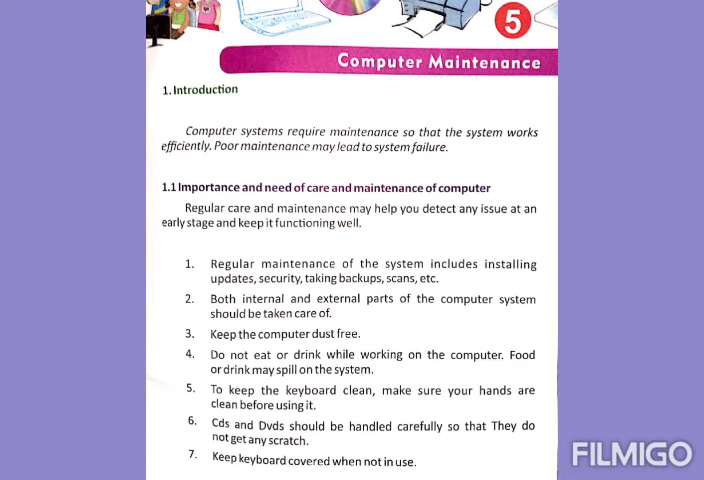 5
Computer Maintenance
1. Introduction
Computer systems require maintenance so that the system works
efficiently. Poor maintenance may lead to system failure.
1.1 Importance and need of care and maintenance of computer
Regular care and maintenance may help you detect any issue at an
early stage and keep it functioning well.
1. Regular maintenance of the system includes installing
updates, security, taking backups, scans, etc.
2. Both internal and external parts of the computer system
should be taken care of.
3. Keep the computer dust free.
4. Do not eat or drink while working on the computer. Food
or drink may spill on the system.
5. To keep the keyboard clean, make sure your hands are
clean before using it.
6. Cds and Dvds should be handled carefully so that They do
not get any scratch.
7. Keep keyboard covered when not in use.
FILMIGO